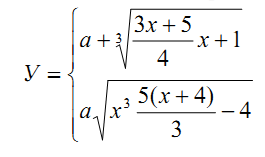 У = { a + ∛((3x + 5)/4 x + 1)
a√(x³ 5(x + 4)/3 − 4)